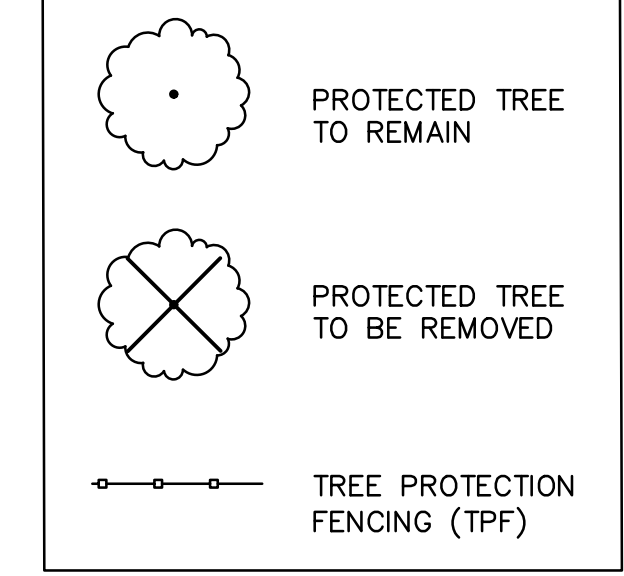 PROTECTED TREE
TO REMAIN
PROTECTED TREE
TO BE REMOVED
TREE PROTECTION
FENCING (TPF)